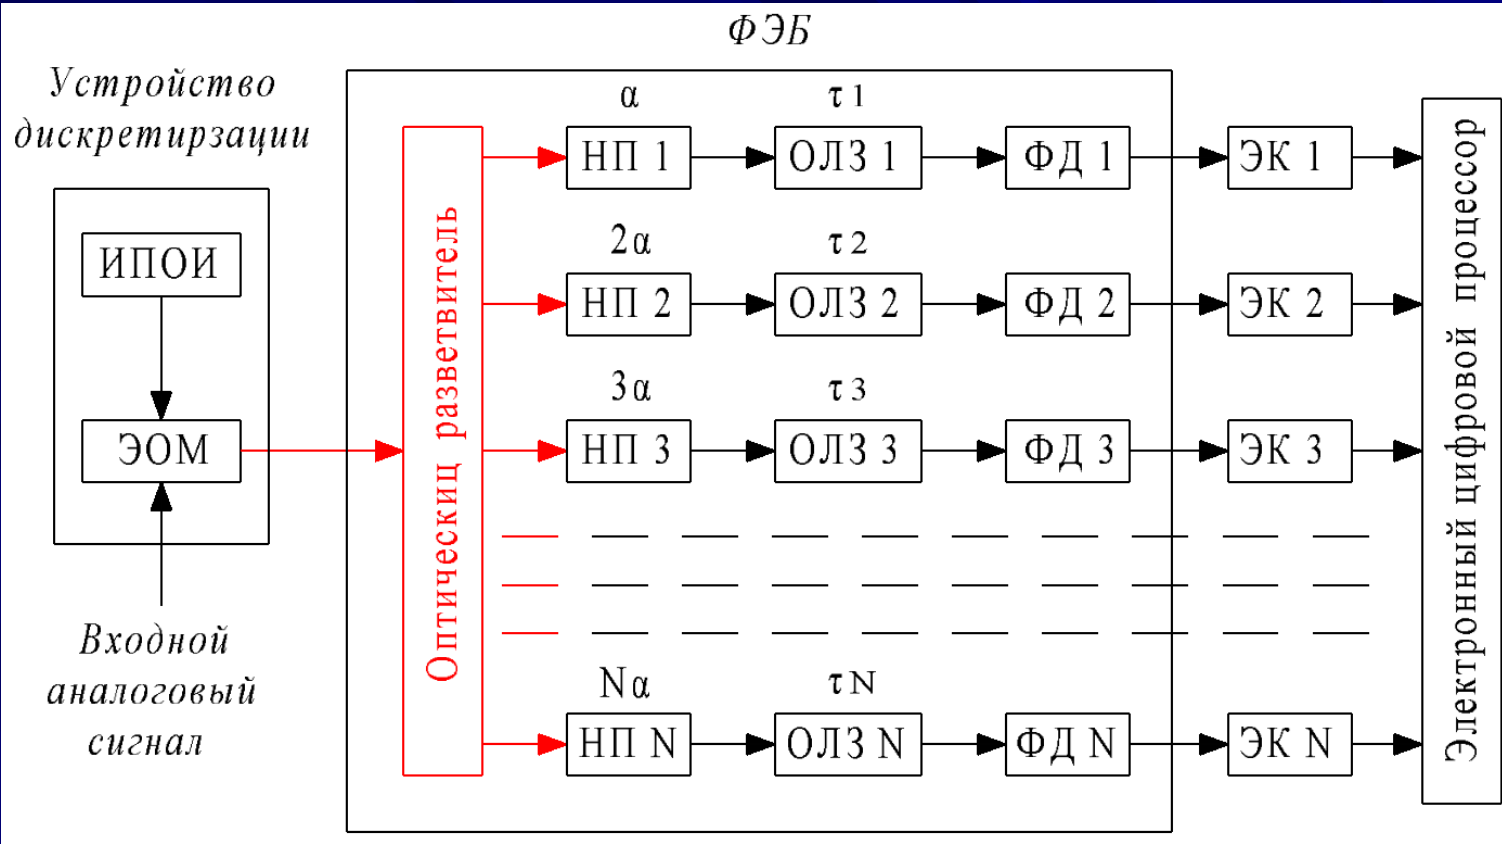 ФЭБ
Устройство
дискретирзации
ИПОИ
ЭОМ
Входной
аналоговый
сигнал
Оптическиц разветвитель
α
τ 1
НП 1
ОЛЗ 1
ФД 1
ЭК 1
2α
τ 2
НП 2
ОЛЗ 2
ФД 2
ЭК 2
3α
τ 3
НП 3
ОЛЗ 3
ФД 3
ЭК 3
Nα
τ N
НП N
ОЛЗ N
ФД N
ЭК N
Электронный цифровой процессор